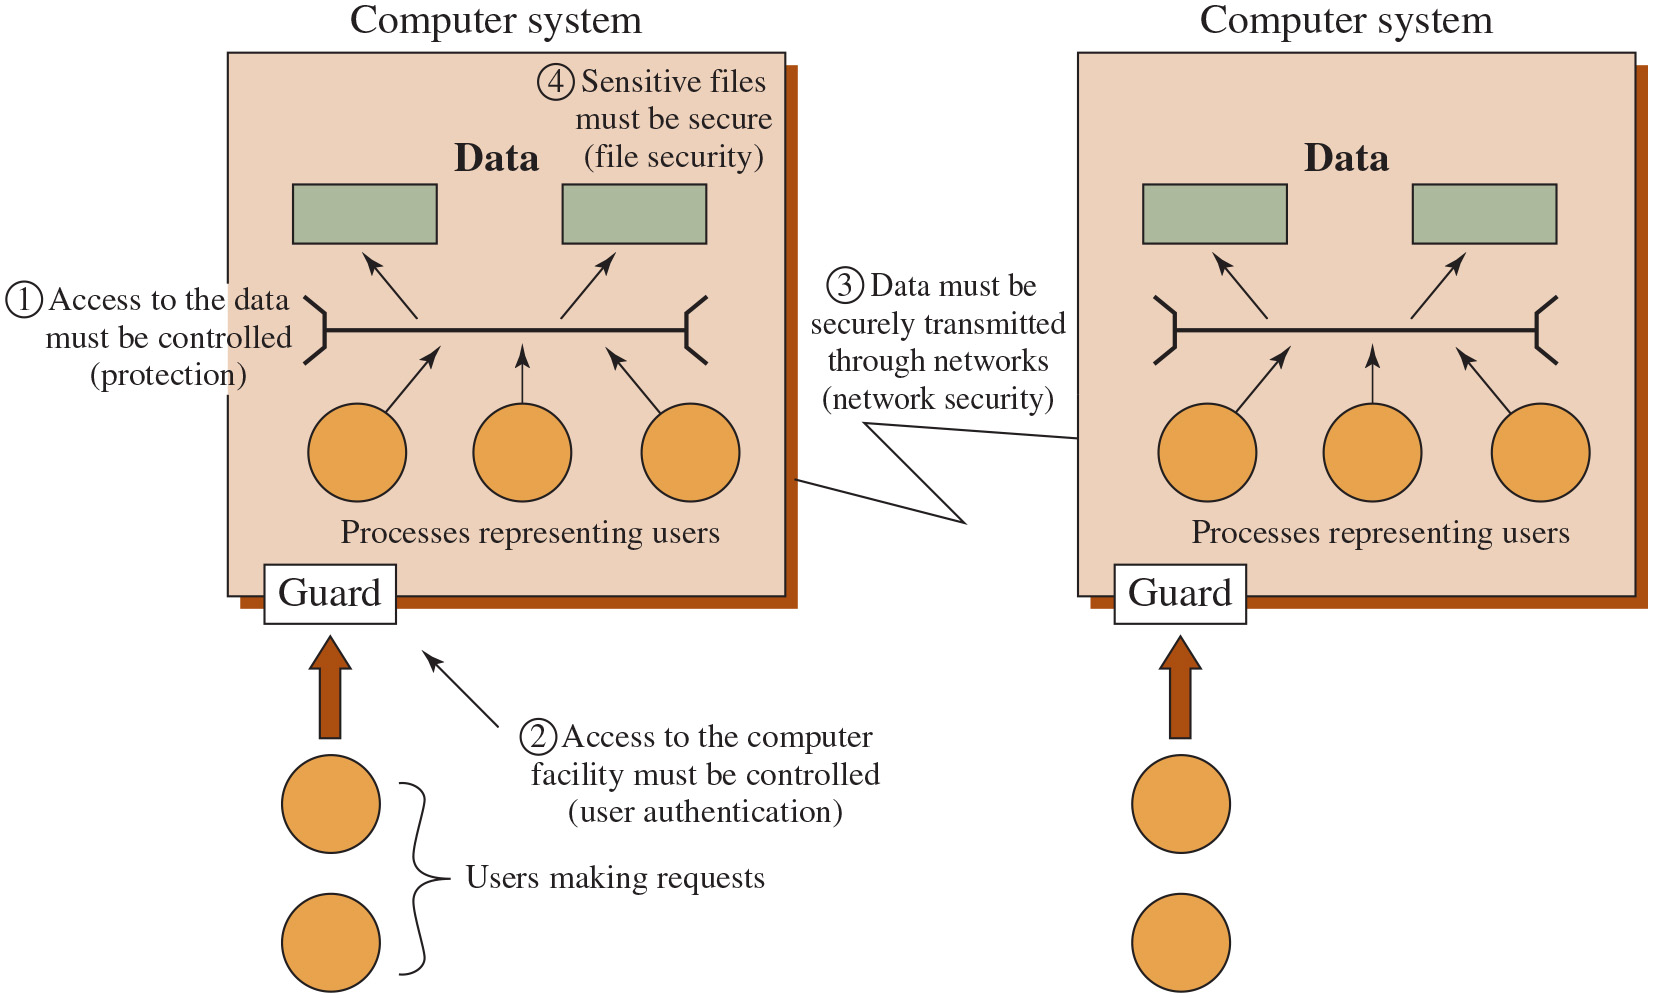 Computer system
④ Sensitive files
must be secure
(file security)
Data
① Access to the data
must be controlled
(protection)
Processes representing users
Guard
② Access to the computer
facility must be controlled
(user authentication)
Users making requests
③ Data must be
securely transmitted
through networks
(network security)
Computer system
Data
Processes representing users
Guard